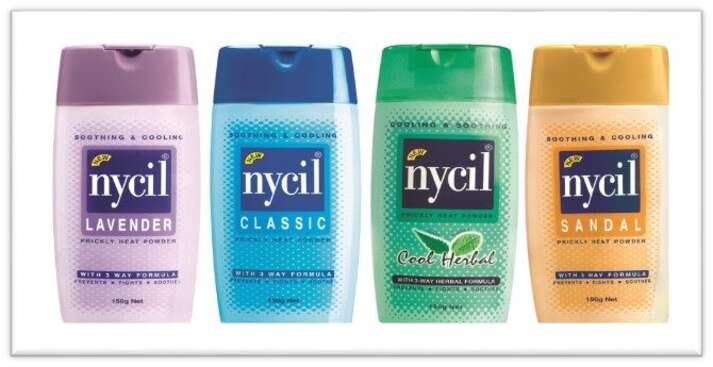 SOOTHING & COOLING
NEW
nycil®
LAVENDER
PRICKLY HEAT POWDER
WITH 3 WAY FORMULA
PREVENTS • FIGHTS • SOOTHES
150g Net
SOOTHING & COOLING
NEW
nycil®
CLASSIC
PRICKLY HEAT POWDER
WITH 3 WAY FORMULA
PREVENTS • FIGHTS • SOOTHES
150g Net
COOLING & SOOTHING
NEW
nycil®
PRICKLY HEAT POWDER
Cool Herbal
WITH 3-WAY HERBAL FORMULA
PREVENTS • FIGHTS • SOOTHES
150g Net
SOOTHING & COOLING
NEW
nycil®
SANDAL
PRICKLY HEAT POWDER
WITH 3 WAY FORMULA
PREVENTS • FIGHTS • SOOTHES
150g Net